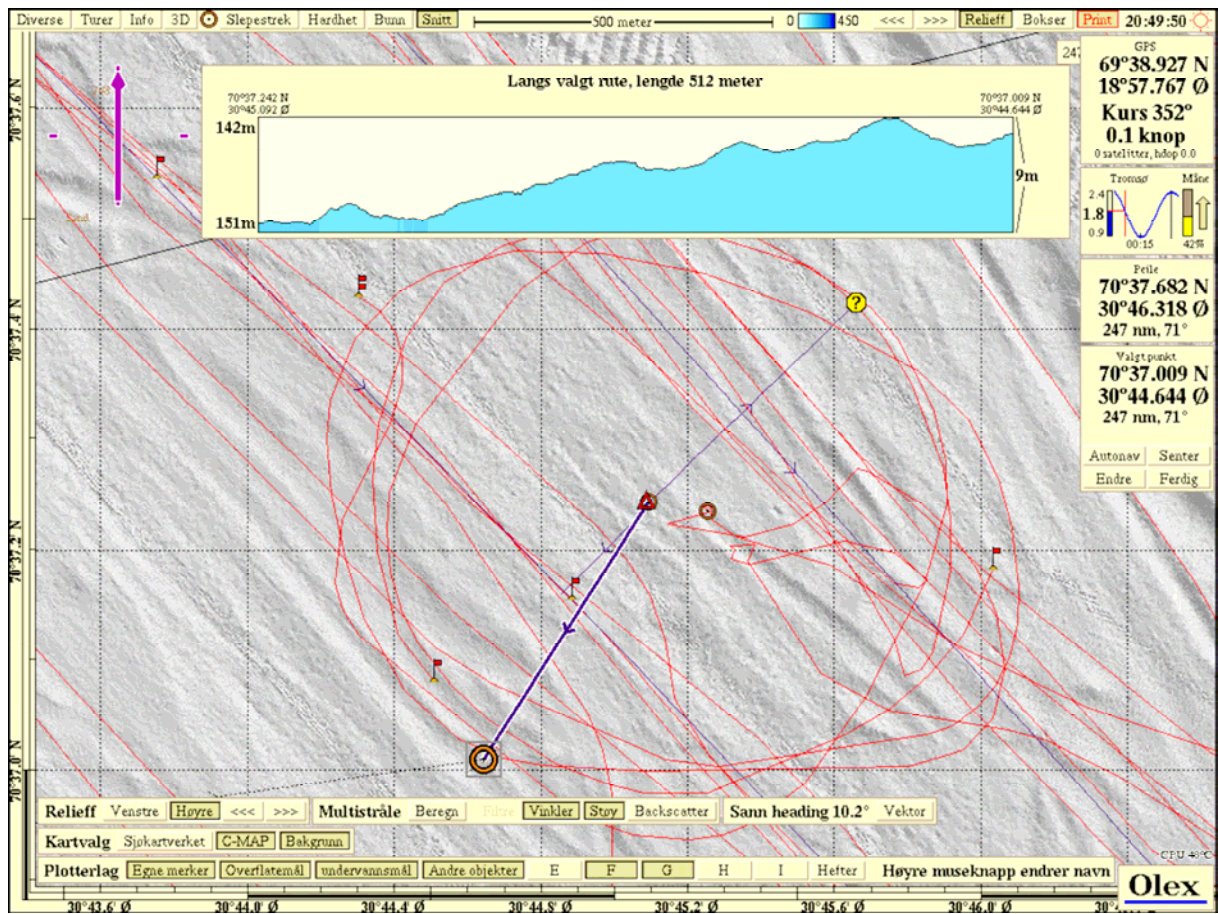 Diverse Turer Info 3D Slepestrek Hardhet Bunn Snitt 500 meter 0 450 <<< >>> Relieff Bokser Print 20:49:50
Langs valgt rute, lengde 512 meter
70°37.242 N
30°45.092 Ø
70°37.009 N
30°44.644 Ø
142m
151m
9m
247
GPS
69°38.927 N
18°57.767 Ø
Kurs 352°
0.1 knop
0 satelitter, hdop 0.0
Tromsø Måne
2.4
1.8
0.9
00:15 42%
Peile
70°37.682 N
30°46.318 Ø
247 nm, 71°
Valgt punkt
70°37.009 N
30°44.644 Ø
247 nm, 71°
Autonav Senter
Endre Ferdig
70°37.6' N
70°37.4' N
70°37.2' N
70°37.0' N
Sand
?
Relieff Venstre Høyre <<< >>> Multistråle Beregn Filtre Vinkler Støy Backscatter Sann heading 10.2° Vektor
Kartvalg Sjøkartverket C-MAP Bakgrunn
CPU 48°C
Plotterlag Egne merker Overflatemål undervannsmål Andre objekter E F G H I Hefter Høyre museknapp endrer navn
Olex
30°43.6' Ø 30°44.0' Ø 30°44.4' Ø 30°44.8' Ø 30°45.2' Ø 30°45.6' Ø 30°46.0' Ø